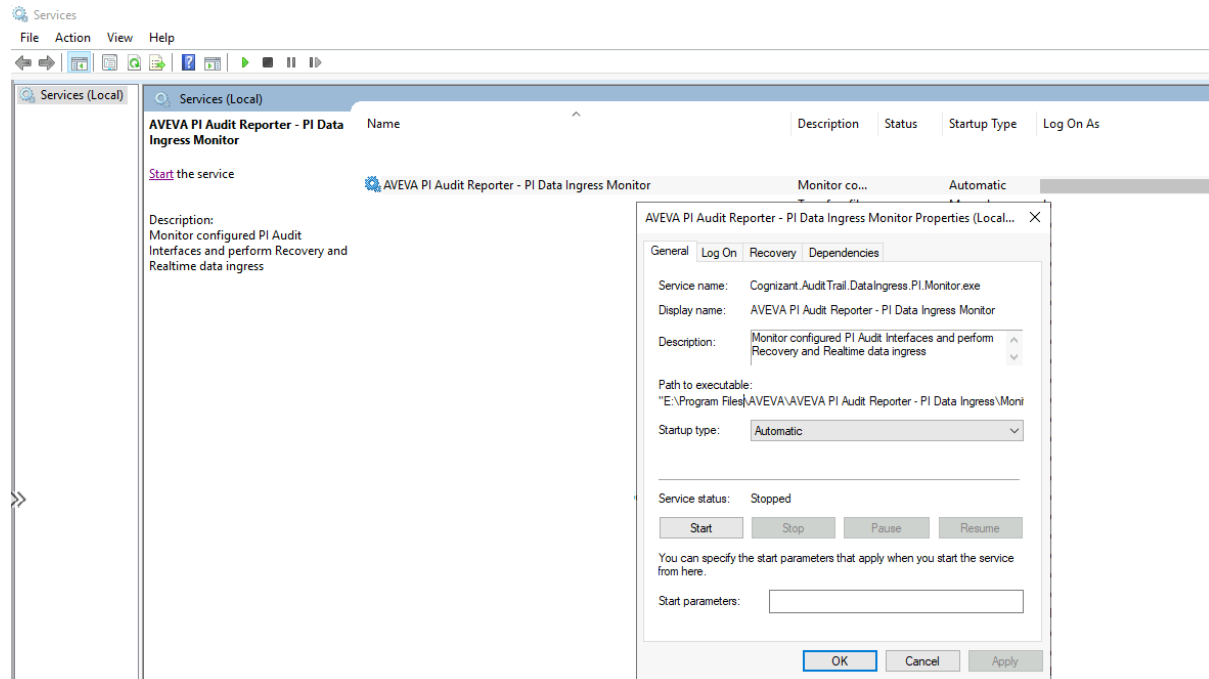 Services
File Action View Help
Services (Local)
Services (Local)
AVEVA PI Audit Reporter - PI Data
Ingress Monitor
Start the service
Description:
Monitor configured PI Audit
Interfaces and perform Recovery and
Realtime data ingress
Name Description Status Startup Type Log On As
AVEVA PI Audit Reporter - PI Data Ingress Monitor Monitor co... Automatic
AVEVA PI Audit Reporter - PI Data Ingress Monitor Properties (Local...
General Log On Recovery Dependencies
Service name: Cognizant.AuditTrail.DataIngress.PI.Monitor.exe
Display name: AVEVA PI Audit Reporter - PI Data Ingress Monitor
Description: Monitor configured PI Audit Interfaces and perform
Recovery and Realtime data ingress
Path to executable:
"E:\Program Files\AVEVA\AVEVA PI Audit Reporter - PI Data Ingress\Moni
Startup type: Automatic
Service status: Stopped
Start Stop Pause Resume
You can specify the start parameters that apply when you start the service
from here.
Start parameters:
OK Cancel Apply